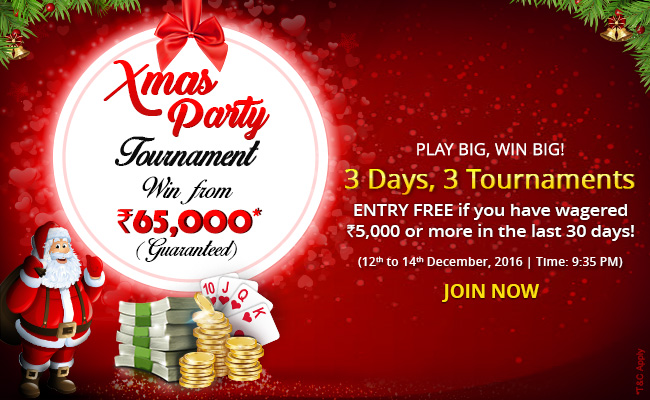 Xmas
Party
Tournament
Win from
₹65,000*
(Guaranteed)
PLAY BIG, WIN BIG!
3 Days, 3 Tournaments
ENTRY FREE if you have wagered
₹5,000 or more in the last 30 days!
(12th to 14th December, 2016 | Time: 9:35 PM)
JOIN NOW
10 J Q K
*T&C Apply